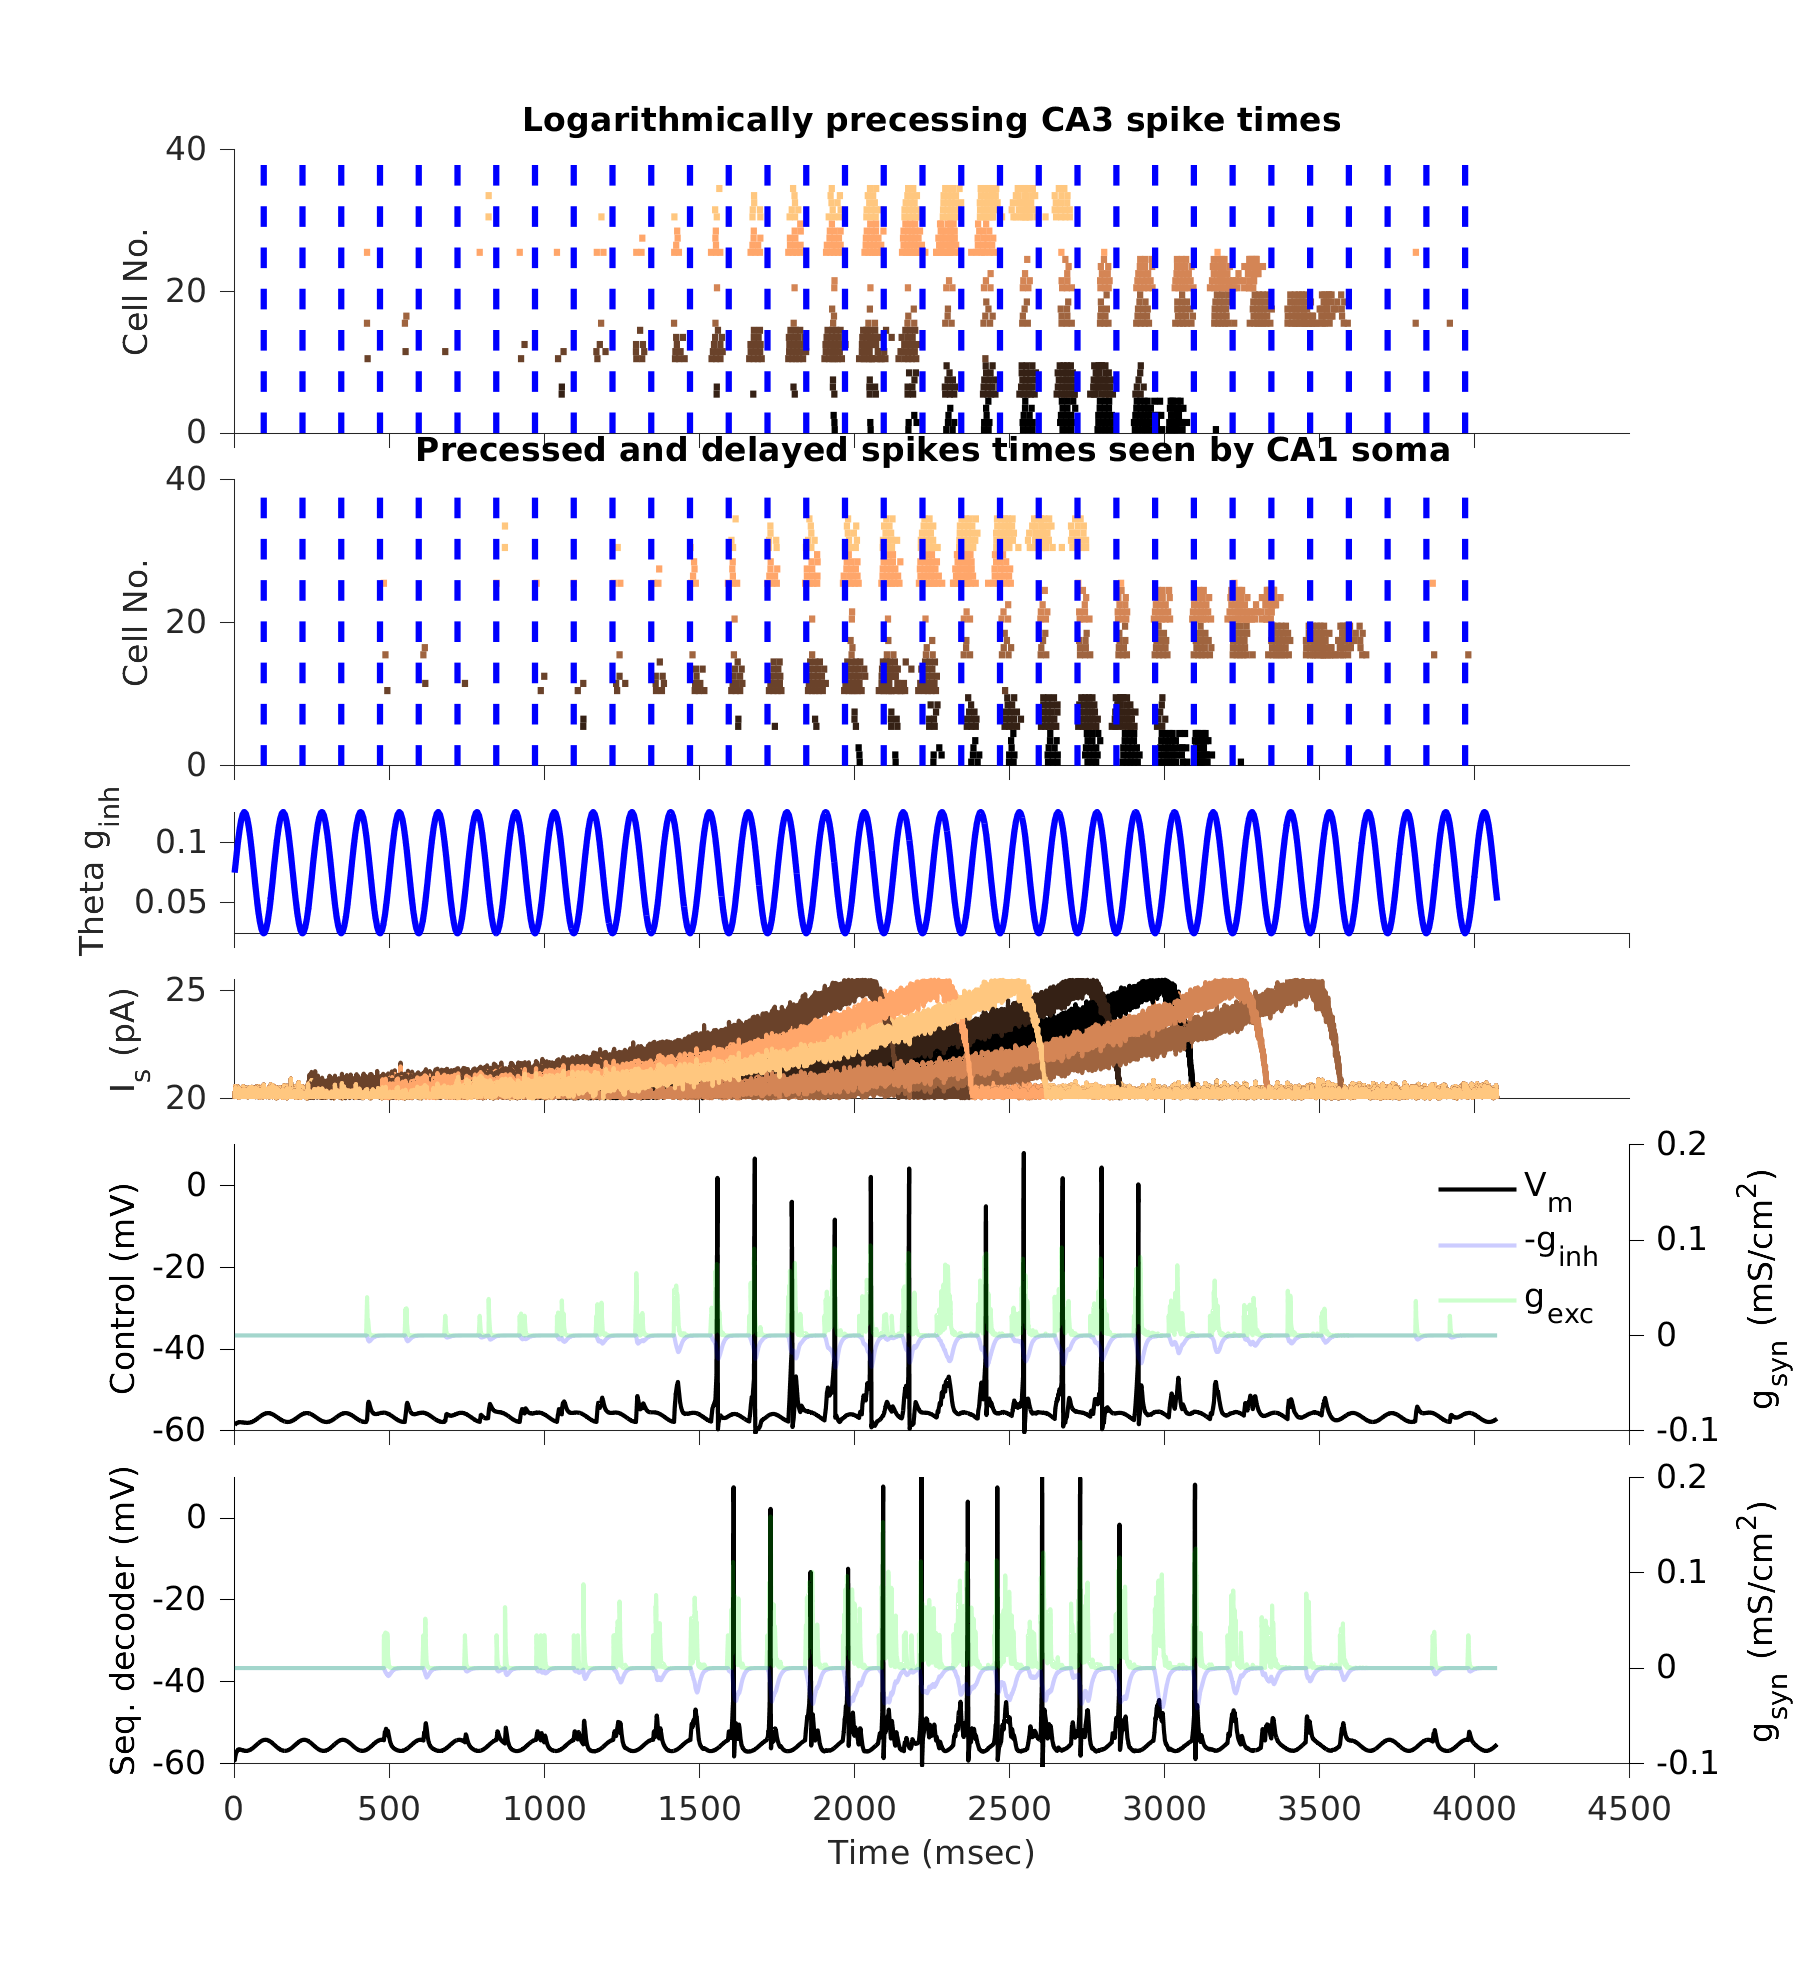 Logarithmically precessing CA3 spike times
40
20
0
Cell No.
Precessed and delayed spikes times seen by CA1 soma
40
20
0
Cell No.
0.1
0.05
Theta g_inh
25
20
I_s (pA)
0
-20
-40
-60
Control (mV)
V_m
-g_inh
g_exc
0.2
0.1
0
-0.1
g_syn (mS/cm²)
0
-20
-40
-60
Seq. decoder (mV)
0.2
0.1
0
-0.1
g_syn (mS/cm²)
0 500 1000 1500 2000 2500 3000 3500 4000 4500
Time (msec)